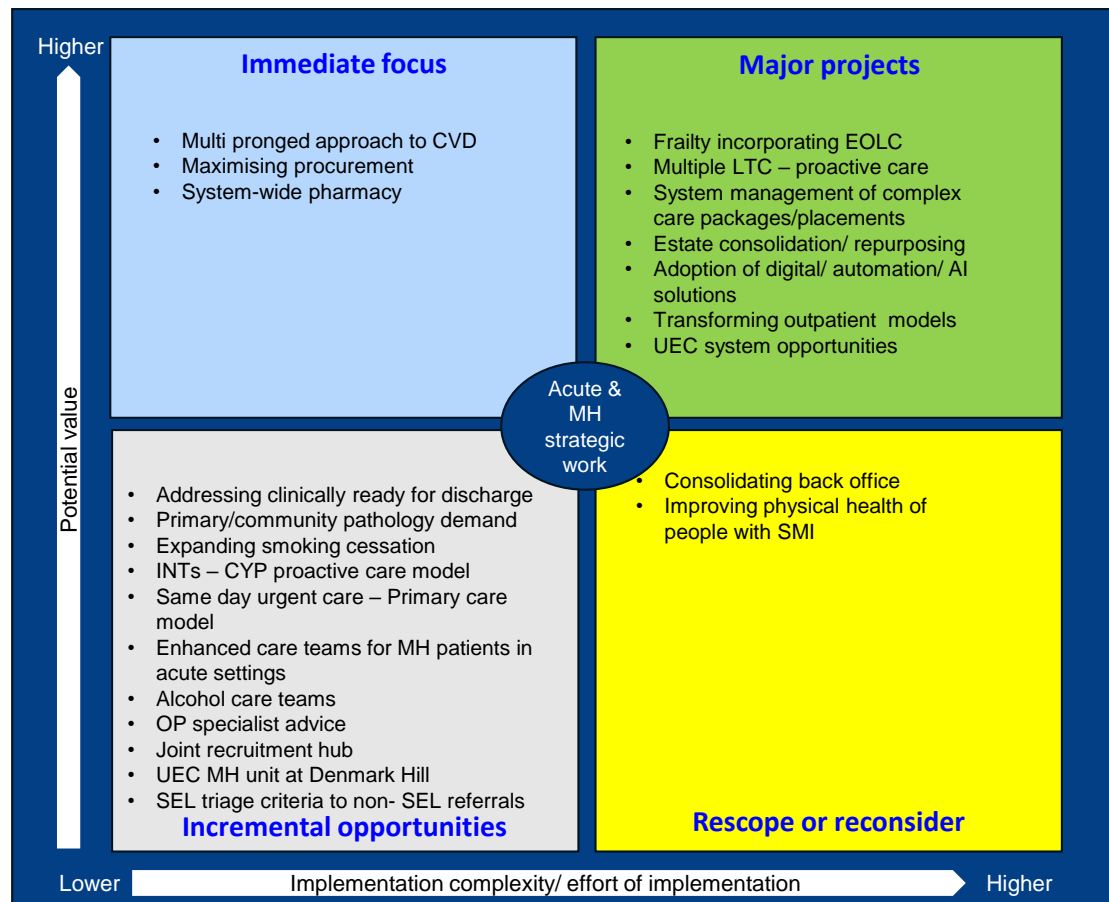 Higher
Immediate focus
• Multi pronged approach to CVD
• Maximising procurement
• System-wide pharmacy
Major projects
• Frailty incorporating EOLC
• Multiple LTC – proactive care
• System management of complex
care packages/placements
• Estate consolidation/ repurposing
• Adoption of digital/ automation/ AI
solutions
• Transforming outpatient models
• UEC system opportunities
Potential value
Acute &
MH
strategic
work
• Addressing clinically ready for discharge
• Primary/community pathology demand
• Expanding smoking cessation
• INTs – CYP proactive care model
• Same day urgent care – Primary care
model
• Enhanced care teams for MH patients in
acute settings
• Alcohol care teams
• OP specialist advice
• Joint recruitment hub
• UEC MH unit at Denmark Hill
• SEL triage criteria to non- SEL referrals
Incremental opportunities
• Consolidating back office
• Improving physical health of
people with SMI
Rescope or reconsider
Lower
Implementation complexity/ effort of implementation
Higher